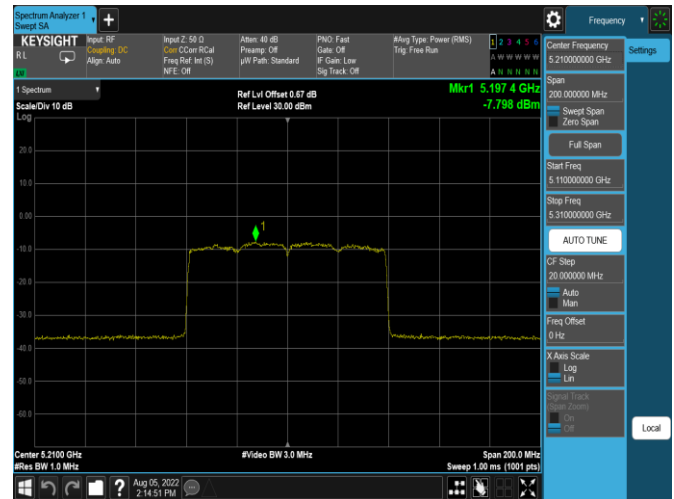 Spectrum Analyzer 1
Swept SA
Frequency
KEYSIGHT
Input: RF
Coupling: DC
Align: Auto
Input Z: 50 Ω
Corr CCorr RCal
Freq Ref: Int (S)
NFE: Off
Atten: 40 dB
Preamp: Off
µW Path: Standard
PNO: Fast
Gate: Off
IF Gain: Low
Sig Track: Off
#Avg Type: Power (RMS)
Trig: Free Run
1 2 3 4 5 6
A W W W W W
A N N N N N
R L
1 Spectrum
Scale/Div 10 dB
Log
Ref Lvl Offset 0.67 dB
Ref Level 30.00 dBm
Mkr1 5.197 4 GHz
-7.798 dBm
20.0
10.0
0.00
-10.0
-20.0
-30.0
-40.0
-50.0
-60.0
1
Center 5.2100 GHz
#Res BW 1.0 MHz
#Video BW 3.0 MHz
Span 200.0 MHz
Sweep 1.00 ms (1001 pts)
Center Frequency
5.210000000 GHz
Settings
Span
200.000000 MHz
Swept Span
Zero Span
Full Span
Start Freq
5.110000000 GHz
Stop Freq
5.310000000 GHz
AUTO TUNE
CF Step
20.000000 MHz
Auto
Man
Freq Offset
0 Hz
X Axis Scale
Log
Lin
Signal Track
(Span Zoom)
On
Off
Local
Aug 05, 2022
2:14:51 PM